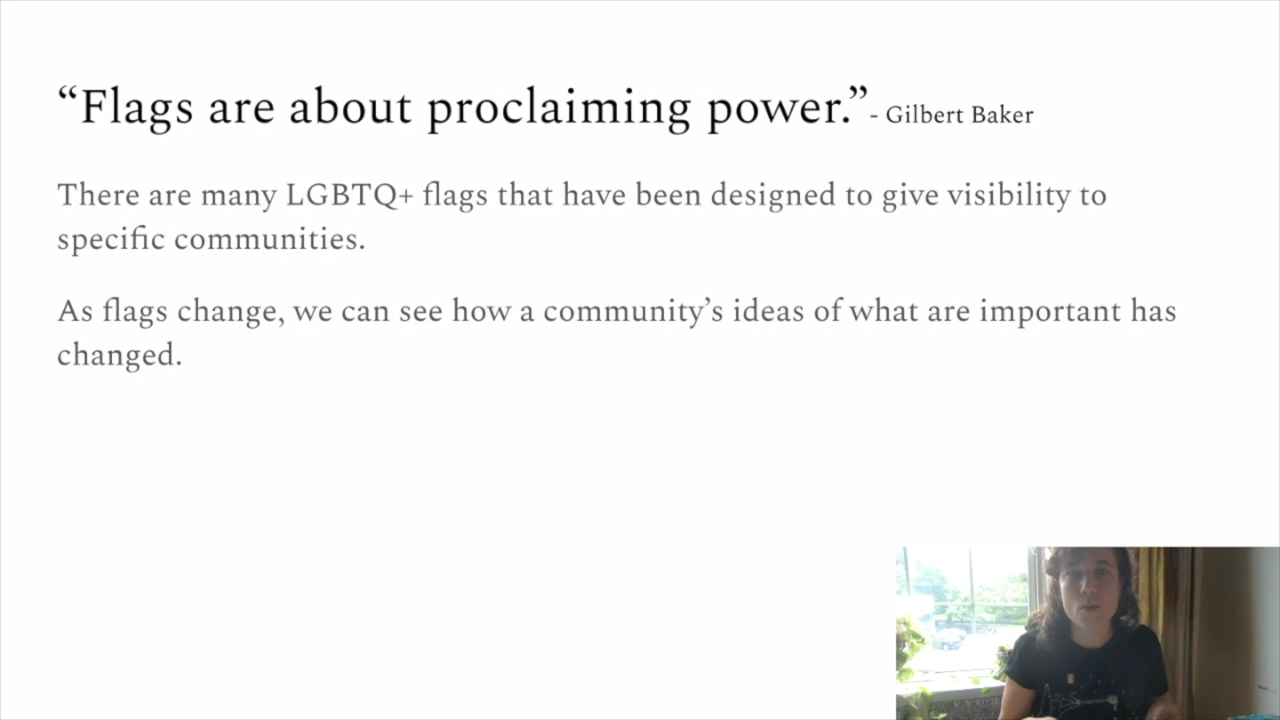 “Flags are about proclaiming power.” - Gilbert Baker
There are many LGBTQ+ flags that have been designed to give visibility to
specific communities.
As flags change, we can see how a community’s ideas of what are important has
changed.